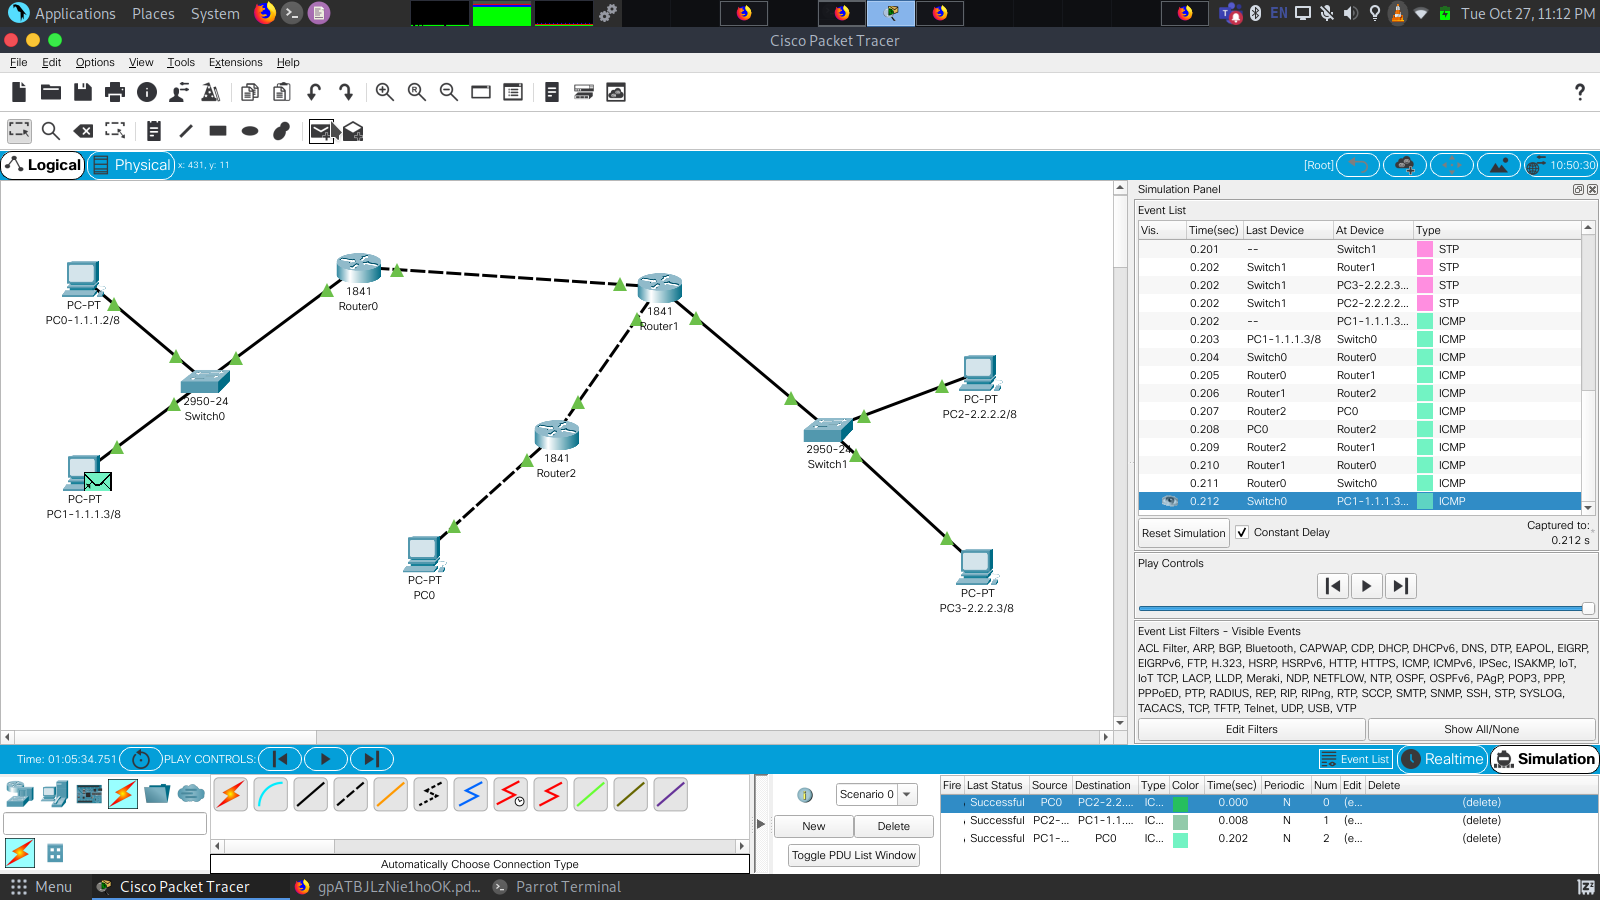 Applications Places System EN Tue Oct 27, 11:12 PM
Cisco Packet Tracer
File Edit Options View Tools Extensions Help
Logical Physical x: 431, y: 11 [Root] 10:50:30
PC-PT
PC0-1.1.1.2/8
1841
Router0
1841
Router1
2950-24
Switch0
PC-PT
PC1-1.1.1.3/8
1841
Router2
PC-PT
PC2-2.2.2.2/8
2950-24
Switch1
PC-PT
PC0
PC-PT
PC3-2.2.2.3/8
Simulation Panel
Event List
Vis. Time(sec) Last Device At Device Type
0.201 -- Switch1 STP
0.202 Switch1 Router1 STP
0.202 Switch1 PC3-2.2.2.3... STP
0.202 Switch1 PC2-2.2.2.2... STP
0.202 -- PC1-1.1.1.3... ICMP
0.203 PC1-1.1.1.3/8 Switch0 ICMP
0.204 Switch0 Router0 ICMP
0.205 Router0 Router1 ICMP
0.206 Router1 Router2 ICMP
0.207 Router2 PC0 ICMP
0.208 PC0 Router2 ICMP
0.209 Router2 Router1 ICMP
0.210 Router1 Router0 ICMP
0.211 Router0 Switch0 ICMP
0.212 Switch0 PC1-1.1.1.3... ICMP
Reset Simulation Constant Delay Captured to:
0.212 s
Play Controls
Event List Filters - Visible Events
ACL Filter, ARP, BGP, Bluetooth, CAPWAP, CDP, DHCP, DHCPv6, DNS, DTP, EAPOL, EIGRP,
EIGRPv6, FTP, H.323, HSRP, HSRPv6, HTTP, HTTPS, ICMP, ICMPv6, IPSec, ISAKMP, IoT,
IoT TCP, LACP, LLDP, Meraki, NDP, NETFLOW, NTP, OSPF, OSPFv6, PAgP, POP3, PPP,
PPPoED, PTP, RADIUS, REP, RIP, RIPng, RTP, SCCP, SMTP, SNMP, SSH, STP, SYSLOG,
TACACS, TCP, TFTP, Telnet, UDP, USB, VTP
Edit Filters Show All/None
Time: 01:05:34.751 PLAY CONTROLS: Event List Realtime Simulation
Scenario 0
New Delete
Toggle PDU List Window
Automatically Choose Connection Type
Fire Last Status Source Destination Type Color Time(sec) Periodic Num Edit Delete
Successful PC0 PC2-2.2.... IC... 0.000 N 0 (e... (delete)
Successful PC2-... PC1-1.1.... IC... 0.008 N 1 (e... (delete)
Successful PC1-... PC0 IC... 0.202 N 2 (e... (delete)
Menu Cisco Packet Tracer gpATBJLzNie1hoOK.pd... Parrot Terminal